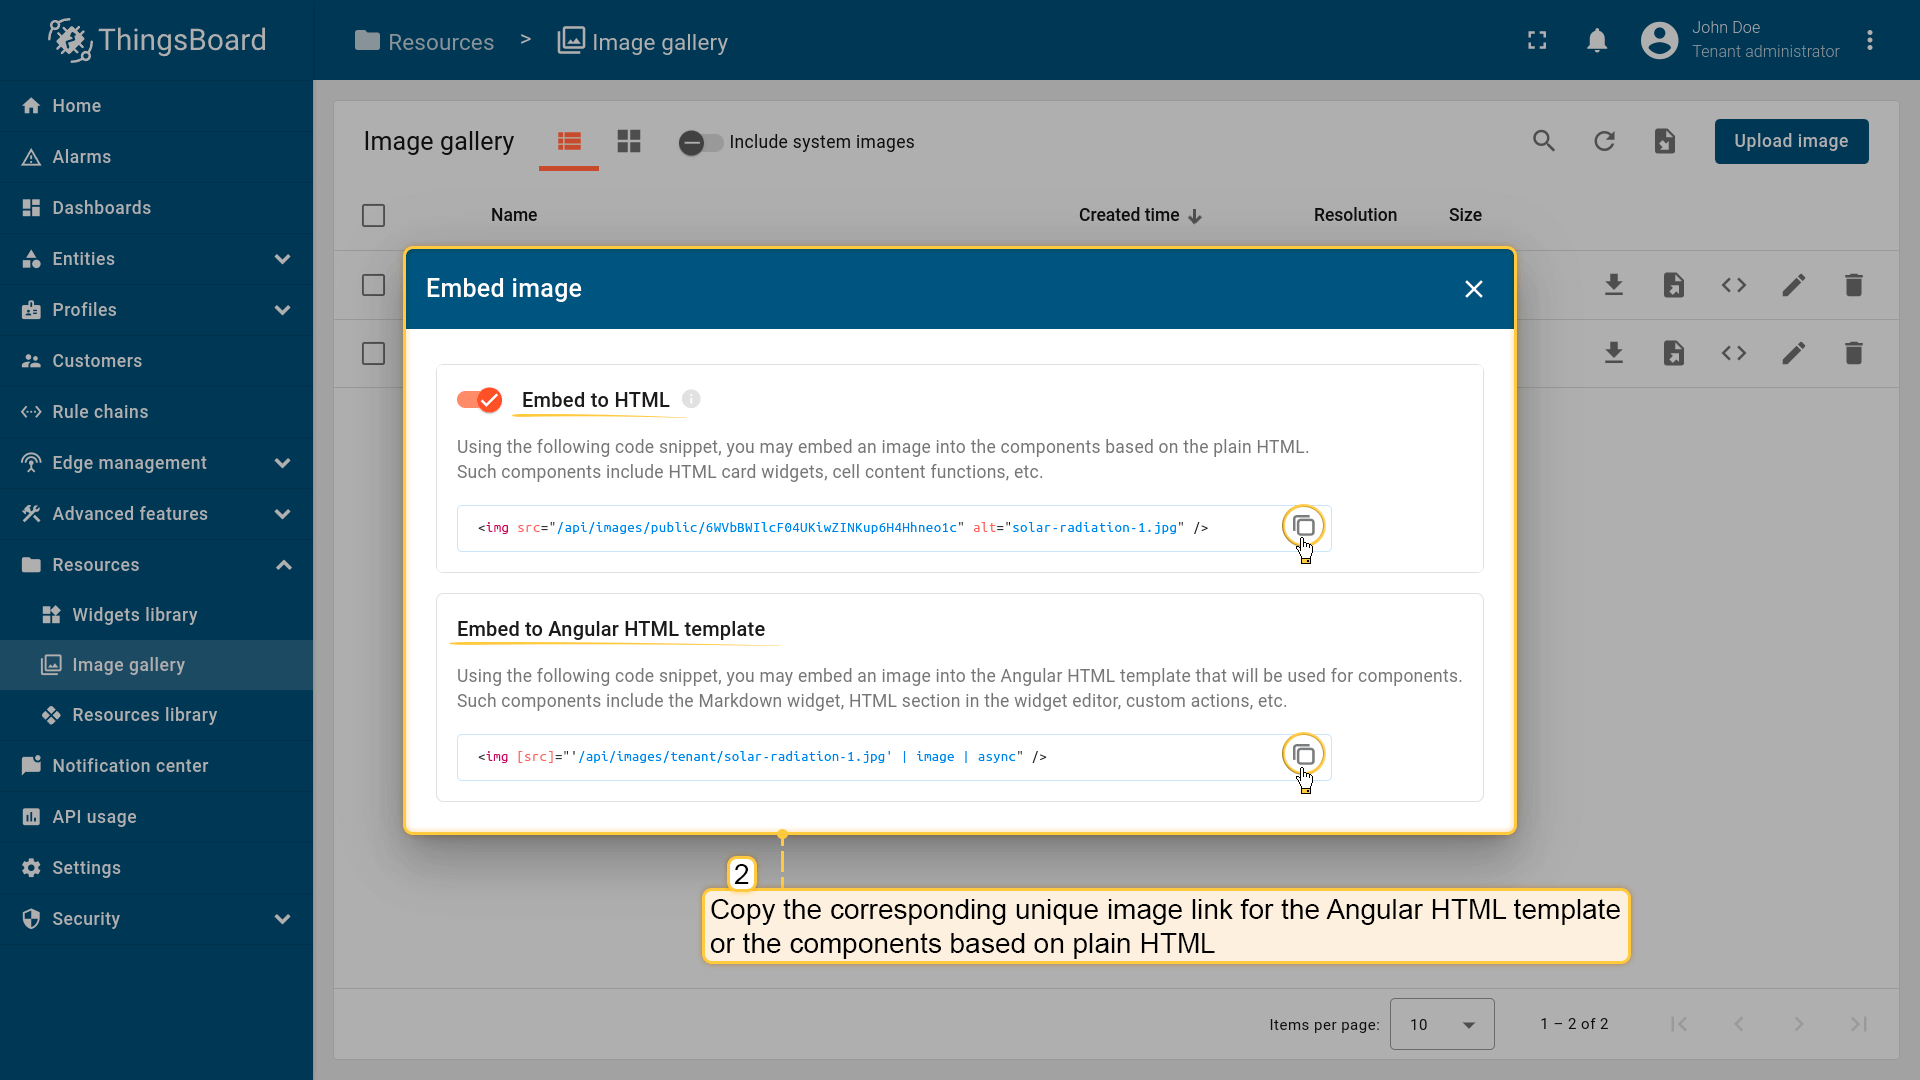 ThingsBoard
Resources > Image gallery
John Doe
Tenant administrator
Home
Alarms
Dashboards
Entities
Profiles
Customers
Rule chains
Edge management
Advanced features
Resources
Widgets library
Image gallery
Resources library
Notification center
API usage
Settings
Security
Image gallery
Include system images
Upload image
Name Created time Resolution Size
Embed image
Embed to HTML
Using the following code snippet, you may embed an image into the components based on the plain HTML.
Such components include HTML card widgets, cell content functions, etc.
<img src="/api/images/public/6WVbBWIlcF04UKiwZINKup6H4Hhneo1c" alt="solar-radiation-1.jpg" />
Embed to Angular HTML template
Using the following code snippet, you may embed an image into the Angular HTML template that will be used for components.
Such components include the Markdown widget, HTML section in the widget editor, custom actions, etc.
<img [src]="'/api/images/tenant/solar-radiation-1.jpg' | image | async" />
2
Copy the corresponding unique image link for the Angular HTML template
or the components based on plain HTML
Items per page: 10 1 – 2 of 2